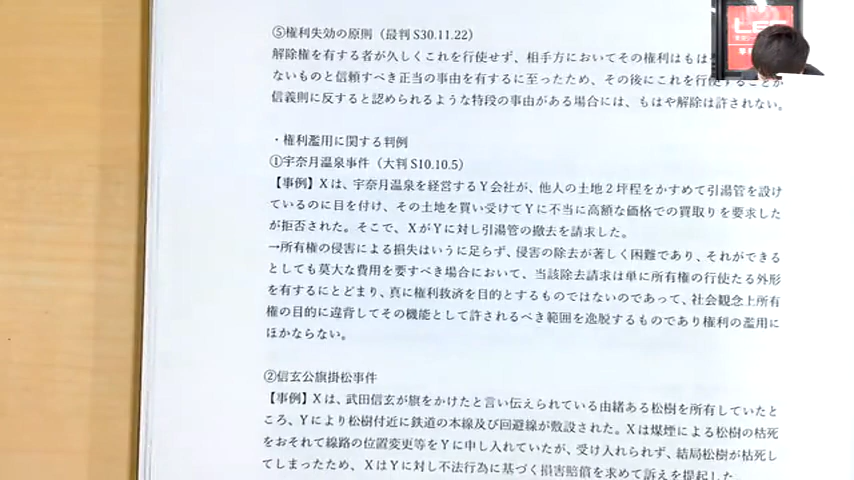 ⑤権利失効の原則（最判 S30.11.22）
解除権を有する者が久しくこれを行使せず、相手方においてその権利はもは
ないものと信頼すべき正当の事由を有するに至ったため、その後にこれを行使することが
信義則に反すると認められるような特段の事由がある場合には、もはや解除は許されない。
・権利濫用に関する判例
①宇奈月温泉事件（大判 S10.10.5）
【事例】Ｘは、宇奈月温泉を経営するＹ会社が、他人の土地２坪程をかすめて引湯管を設け
ているのに目を付け、その土地を買い受けてＹに不当に高額な価格での買取りを要求した
が拒否された。そこで、ＸがＹに対し引湯管の撤去を請求した。
→所有権の侵害による損失はいうに足らず、侵害の除去が著しく困難であり、それができる
としても莫大な費用を要すべき場合において、当該除去請求は単に所有権の行使たる外形
を有するにとどまり、真に権利救済を目的とするものではないのであって、社会観念上所有
権の目的に違背してその機能として許されるべき範囲を逸脱するものであり権利の濫用に
ほかならない。
②信玄公旗掛松事件
【事例】Ｘは、武田信玄が旗をかけたと言い伝えられている由緒ある松樹を所有していたと
ころ、Ｙにより松樹付近に鉄道の本線及び回避線が敷設された。Ｘは煤煙による松樹の枯死
をおそれて線路の位置変更等をＹに申し入れていたが、受け入れられず、結局松樹が枯死し
てしまったため、ＸはＹに対し不法行為に基づく損害賠償を求めて訴えを提起した。